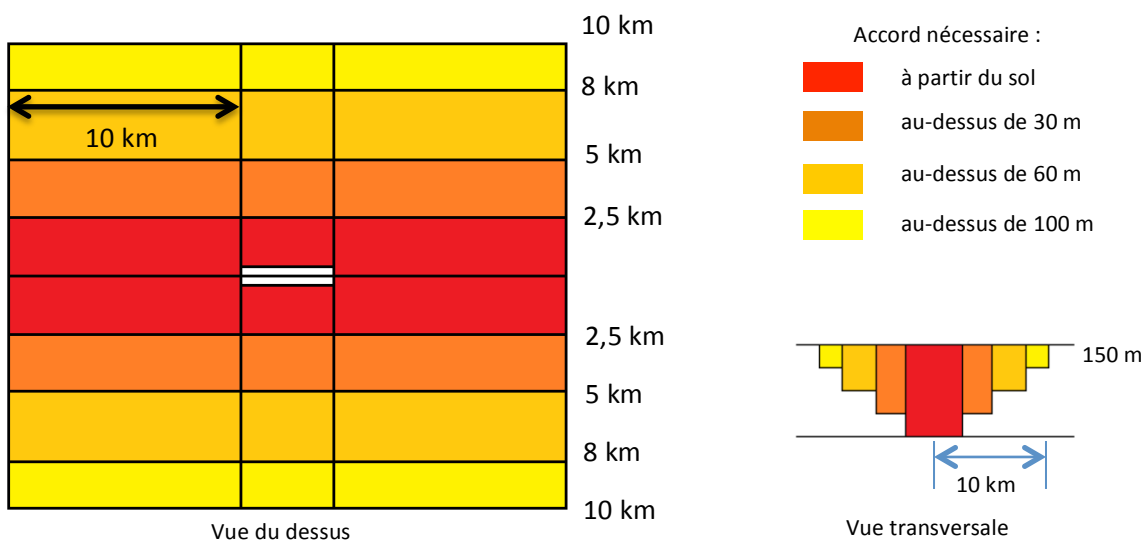 10 km
8 km
10 km
5 km
2,5 km
2,5 km
5 km
8 km
10 km
Vue du dessus
Accord nécessaire :
à partir du sol
au-dessus de 30 m
au-dessus de 60 m
au-dessus de 100 m
150 m
10 km
Vue transversale